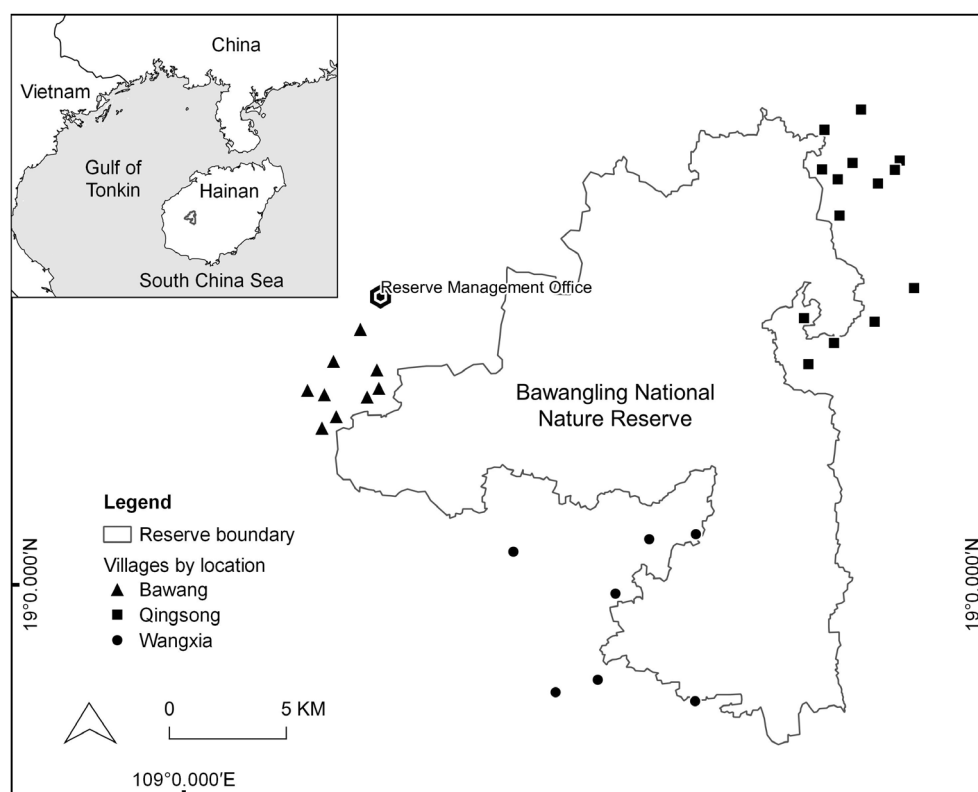 China
Vietnam
Gulf of
Tonkin
Hainan
South China Sea
Reserve Management Office
Bawangling National
Nature Reserve
Legend
Reserve boundary
Villages by location
Bawang
Qingsong
Wangxia
0 5 KM
19°0.000′N
19°0.000′N
109°0.000′E